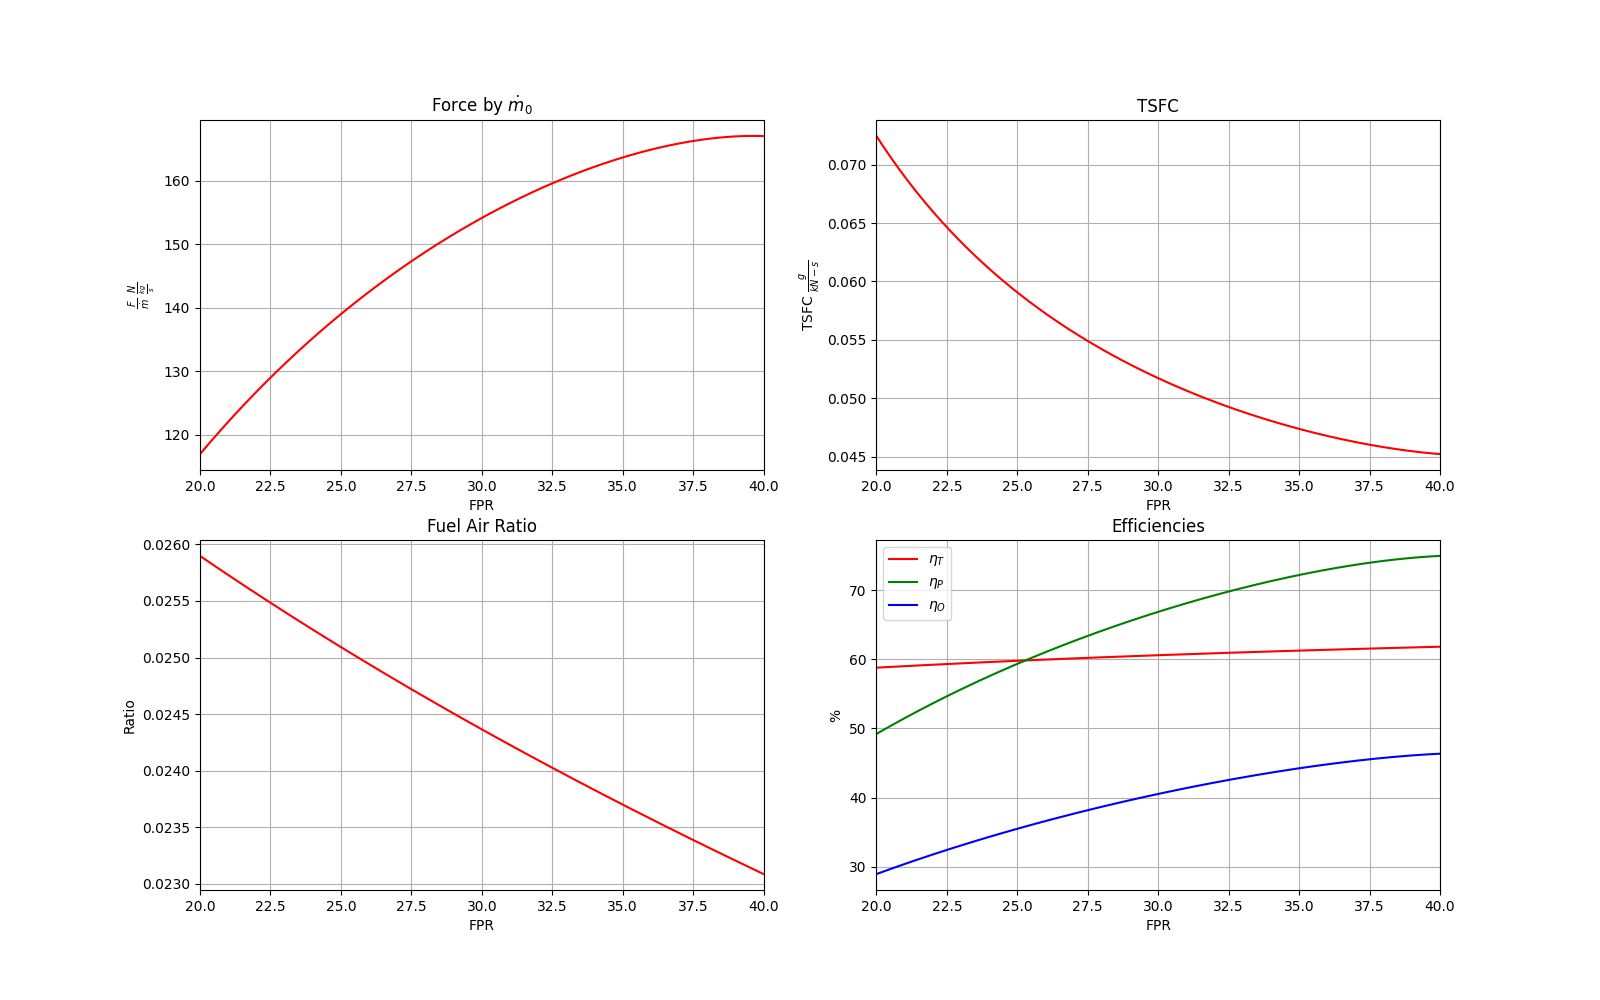 Force by ṁ₀
160
150
140
130
120
F/ṁ N/(kg/s)
20.0 22.5 25.0 27.5 30.0 32.5 35.0 37.5 40.0
FPR
TSFC
0.070
0.065
0.060
0.055
0.050
0.045
TSFC g/(kN − s)
20.0 22.5 25.0 27.5 30.0 32.5 35.0 37.5 40.0
FPR
Fuel Air Ratio
0.0260
0.0255
0.0250
0.0245
0.0240
0.0235
0.0230
Ratio
20.0 22.5 25.0 27.5 30.0 32.5 35.0 37.5 40.0
FPR
Efficiencies
η_T
η_P
η_O
70
60
50
40
30
%
20.0 22.5 25.0 27.5 30.0 32.5 35.0 37.5 40.0
FPR